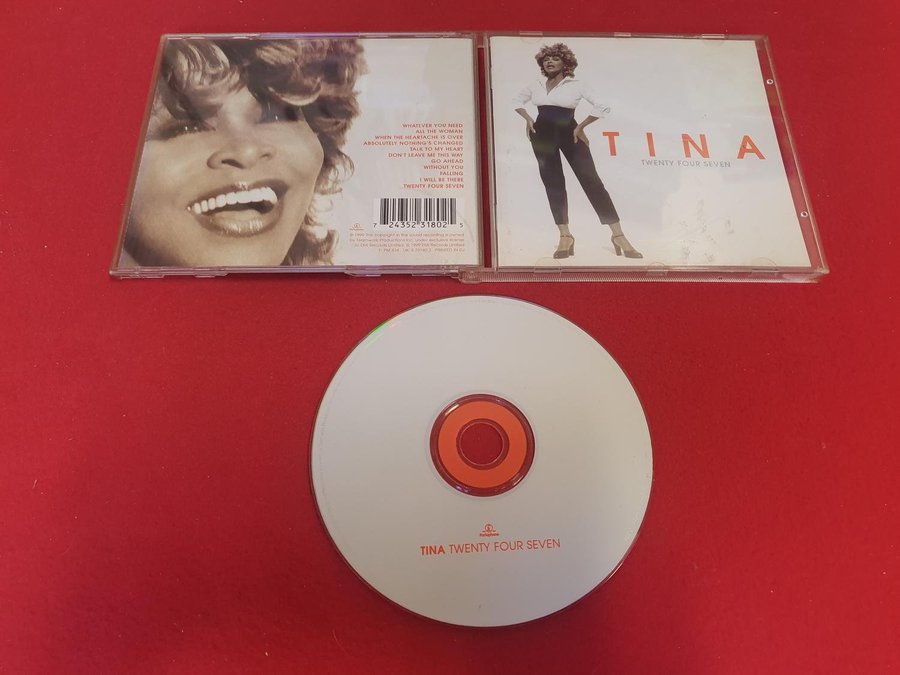 WHATEVER YOU NEED
ALL THE WOMAN
WHEN THE HEARTACHE IS OVER
ABSOLUTELY NOTHING'S CHANGED
TALK TO MY HEART
DON'T LEAVE ME THIS WAY
GO AHEAD
WITHOUT YOU
FALLING
I WILL BE THERE
TWENTY FOUR SEVEN
7 24352 31802 5
TINA
TWENTY FOUR SEVEN
Parlophone
TINA TWENTY FOUR SEVEN